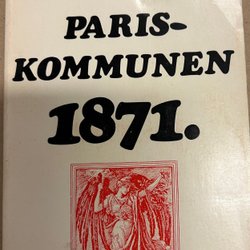 PARIS-
KOMMUNEN
1871.